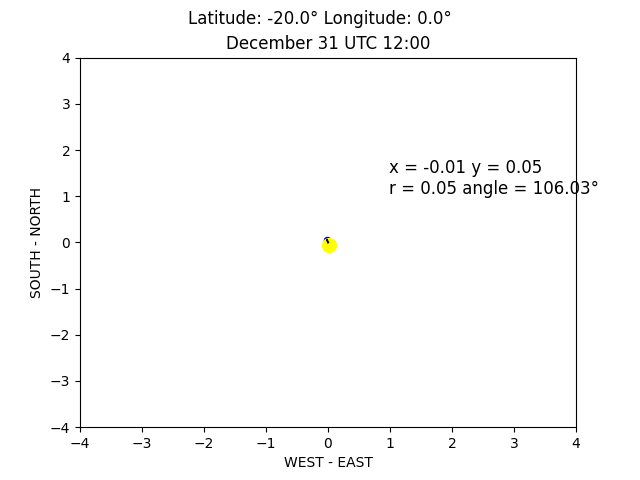 Latitude: -20.0° Longitude: 0.0°
December 31 UTC 12:00
4
3
2
1
0
−1
−2
−3
−4
SOUTH - NORTH
x = -0.01 y = 0.05
r = 0.05 angle = 106.03°
−4 −3 −2 −1 0 1 2 3 4
WEST - EAST